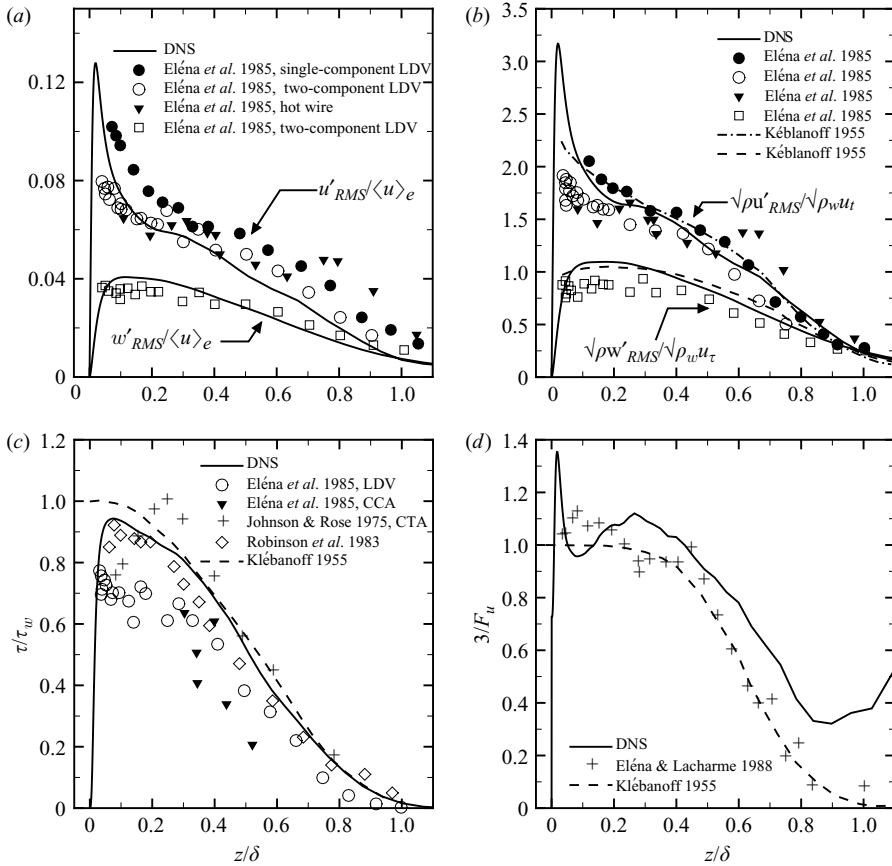 (a)
DNS
Eléna et al. 1985, single-component LDV
Eléna et al. 1985, two-component LDV
Eléna et al. 1985, hot wire
Eléna et al. 1985, two-component LDV
u'RMS/⟨u⟩e
w'RMS/⟨u⟩e
0.12
0.08
0.04
0
0 0.2 0.4 0.6 0.8 1.0
(b)
DNS
Eléna et al. 1985
Eléna et al. 1985
Eléna et al. 1985
Eléna et al. 1985
Kéblanoff 1955
Kéblanoff 1955
√ρu'RMS/√ρwut
√ρw'RMS/√ρwuτ
3.5
3.0
2.5
2.0
1.5
1.0
0.5
0
0 0.2 0.4 0.6 0.8 1.0
(c)
DNS
Eléna et al. 1985, LDV
Eléna et al. 1985, CCA
Johnson & Rose 1975, CTA
Robinson et al. 1983
Klébanoff 1955
τ/τw
1.2
1.0
0.8
0.6
0.4
0.2
0
0 0.2 0.4 0.6 0.8 1.0
z/δ
(d)
3/Fu
1.4
1.2
1.0
0.8
0.6
0.4
0.2
0
DNS
Eléna & Lacharme 1988
Klébanoff 1955
0 0.2 0.4 0.6 0.8 1.0
z/δ